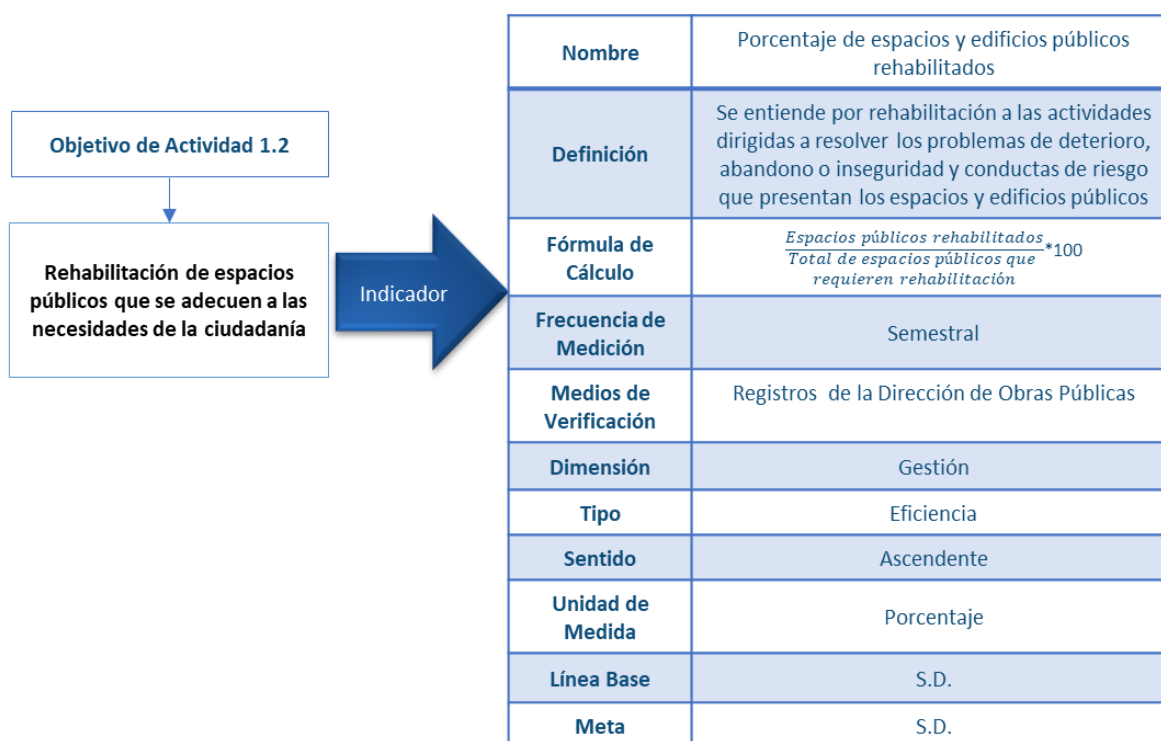 Objetivo de Actividad 1.2
Rehabilitación de espacios
públicos que se adecuen a las
necesidades de la ciudadanía
Indicador
Nombre
Porcentaje de espacios y edificios públicos
rehabilitados
Definición
Se entiende por rehabilitación a las actividades
dirigidas a resolver los problemas de deterioro,
abandono o inseguridad y conductas de riesgo
que presentan los espacios y edificios públicos
Fórmula de
Cálculo
Espacios públicos rehabilitados
Total de espacios públicos que
requieren rehabilitación
*100
Frecuencia de
Medición
Semestral
Medios de
Verificación
Registros de la Dirección de Obras Públicas
Dimensión
Gestión
Tipo
Eficiencia
Sentido
Ascendente
Unidad de
Medida
Porcentaje
Línea Base
S.D.
Meta
S.D.